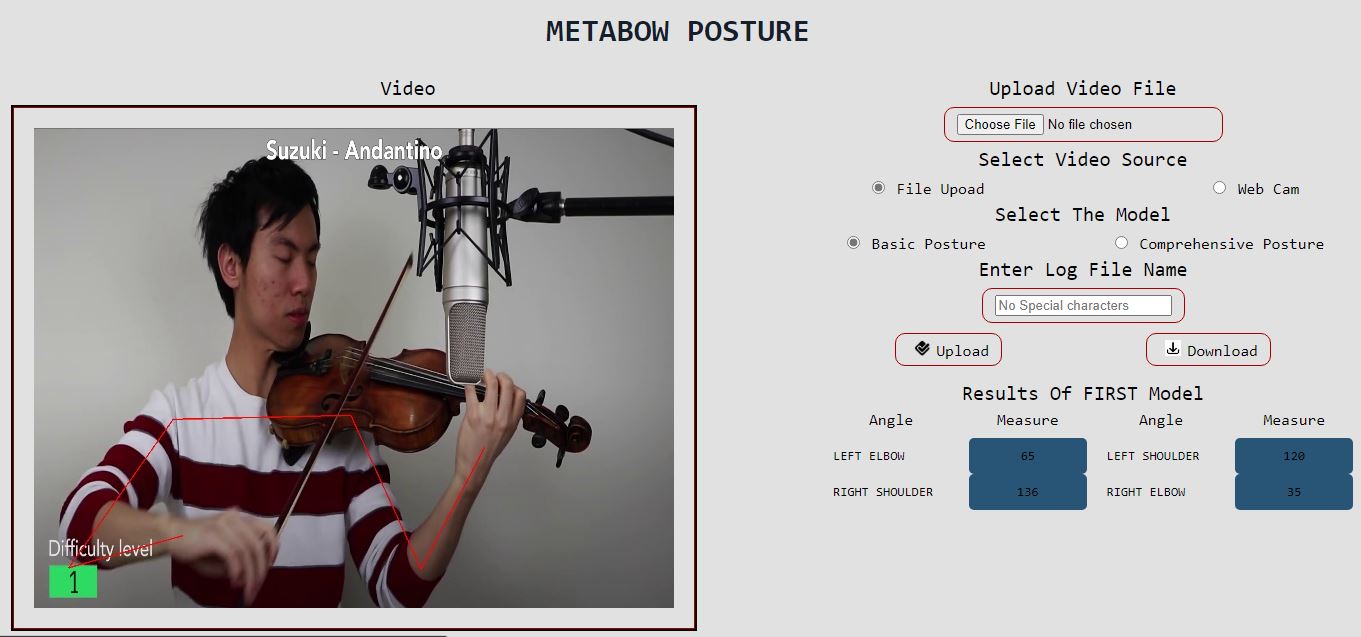 METABOW POSTURE
Video
Suzuki - Andantino
Difficulty level
1
Upload Video File
Choose File No file chosen
Select Video Source
File Upoad Web Cam
Select The Model
Basic Posture Comprehensive Posture
Enter Log File Name
No Special characters
Upload Download
Results Of FIRST Model
Angle Measure Angle Measure
LEFT ELBOW 65 LEFT SHOULDER 120
RIGHT SHOULDER 136 RIGHT ELBOW 35